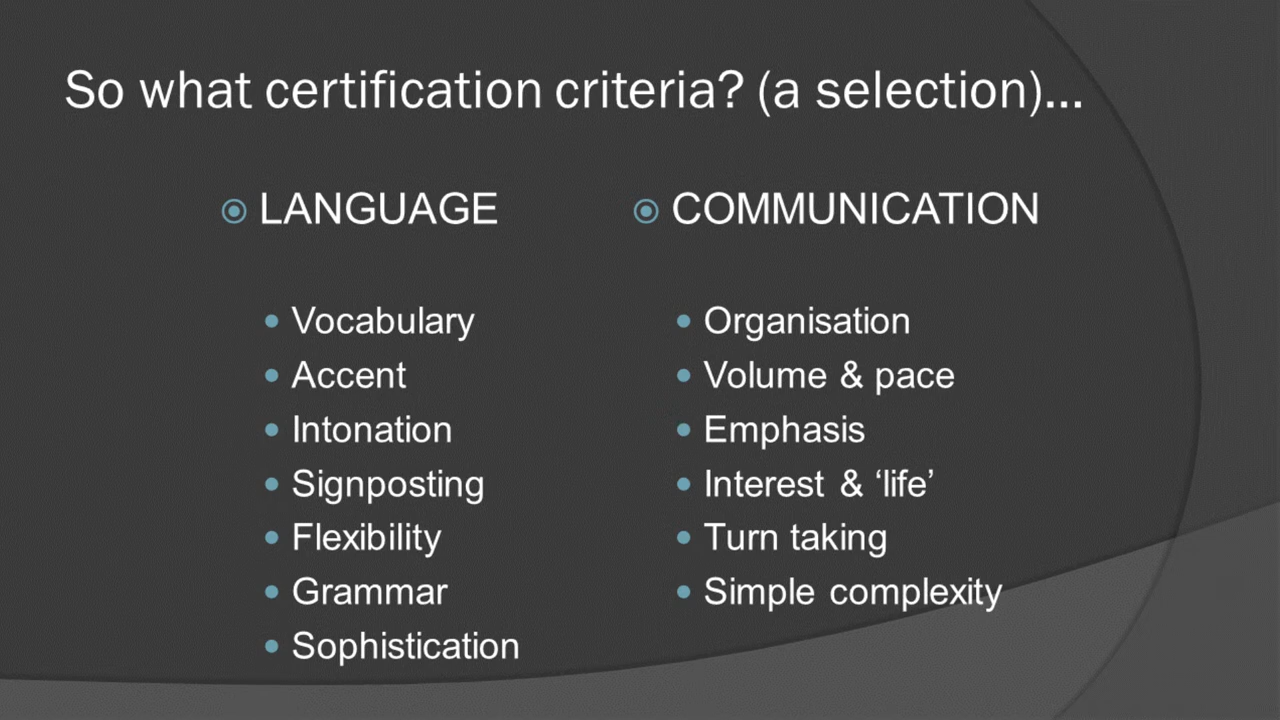 So what certification criteria? (a selection)...
LANGUAGE
Vocabulary
Accent
Intonation
Signposting
Flexibility
Grammar
Sophistication
COMMUNICATION
Organisation
Volume & pace
Emphasis
Interest & ‘life’
Turn taking
Simple complexity